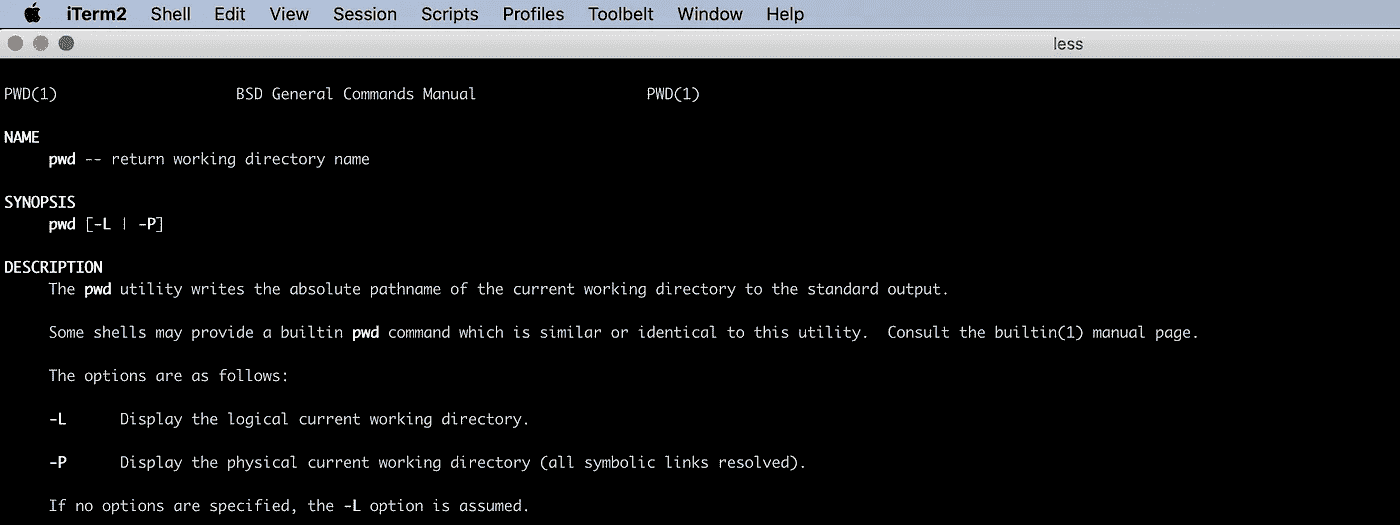 iTerm2 Shell Edit View Session Scripts Profiles Toolbelt Window Help
less
PWD(1) BSD General Commands Manual PWD(1)
NAME
pwd -- return working directory name
SYNOPSIS
pwd [-L | -P]
DESCRIPTION
The pwd utility writes the absolute pathname of the current working directory to the standard output.
Some shells may provide a builtin pwd command which is similar or identical to this utility.  Consult the builtin(1) manual page.
The options are as follows:
-L Display the logical current working directory.
-P Display the physical current working directory (all symbolic links resolved).
If no options are specified, the -L option is assumed.